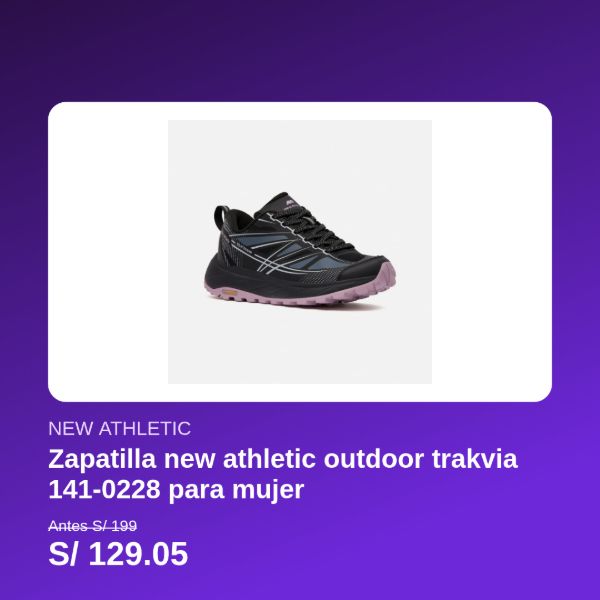 NEW ATHLETIC
Zapatilla new athletic outdoor trakvia
141-0228 para mujer
Antes S/ 199
S/ 129.05